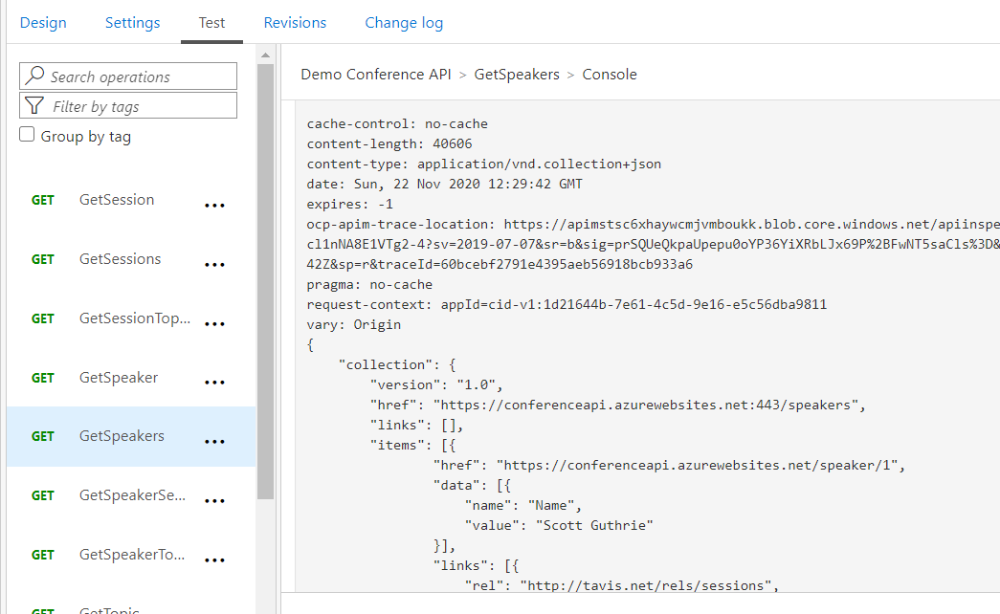 Design Settings Test Revisions Change log
Search operations
Filter by tags
Group by tag
GET GetSession ...
GET GetSessions ...
GET GetSessionTop... ...
GET GetSpeaker ...
GET GetSpeakers ...
GET GetSpeakerSe... ...
GET GetSpeakerTo... ...
GET GetTopic
Demo Conference API > GetSpeakers > Console
cache-control: no-cache
content-length: 40606
content-type: application/vnd.collection+json
date: Sun, 22 Nov 2020 12:29:42 GMT
expires: -1
ocp-apim-trace-location: https://apimstsc6xhaywcmjvmboukk.blob.core.windows.net/apiinspe
cl1nNA8E1VTg2-4?sv=2019-07-07&sr=b&sig=prSQUeQkpaUpepu0oYP36YiXRbLJx69P%2BFwNT5saCls%3D&
42Z&sp=r&traceId=60bcebf2791e4395aeb56918bcb933a6
pragma: no-cache
request-context: appId=cid-v1:1d21644b-7e61-4c5d-9e16-e5c56dba9811
vary: Origin
{
"collection": {
"version": "1.0",
"href": "https://conferenceapi.azurewebsites.net:443/speakers",
"links": [],
"items": [{
"href": "https://conferenceapi.azurewebsites.net/speaker/1",
"data": [{
"name": "Name",
"value": "Scott Guthrie"
}],
"links": [{
"rel": "http://tavis.net/rels/sessions",